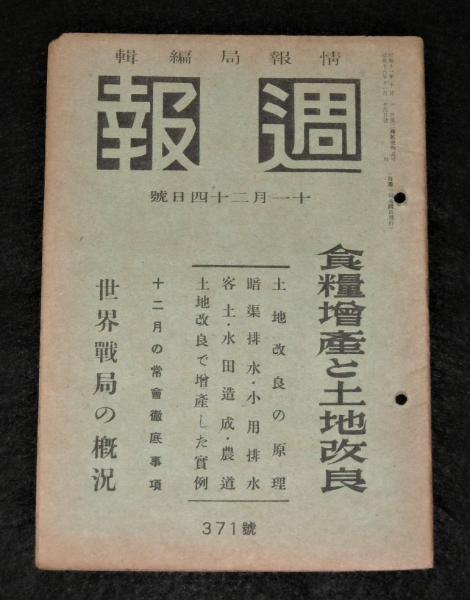 情報局編輯
週報
十一月二十四日號
食糧增產と土地改良
土地改良の原理
暗渠排水・小用排水
客土・水田造成・農道
土地改良で增產した實例
十二月の常會徹底事項
世界戰局の概況
371號